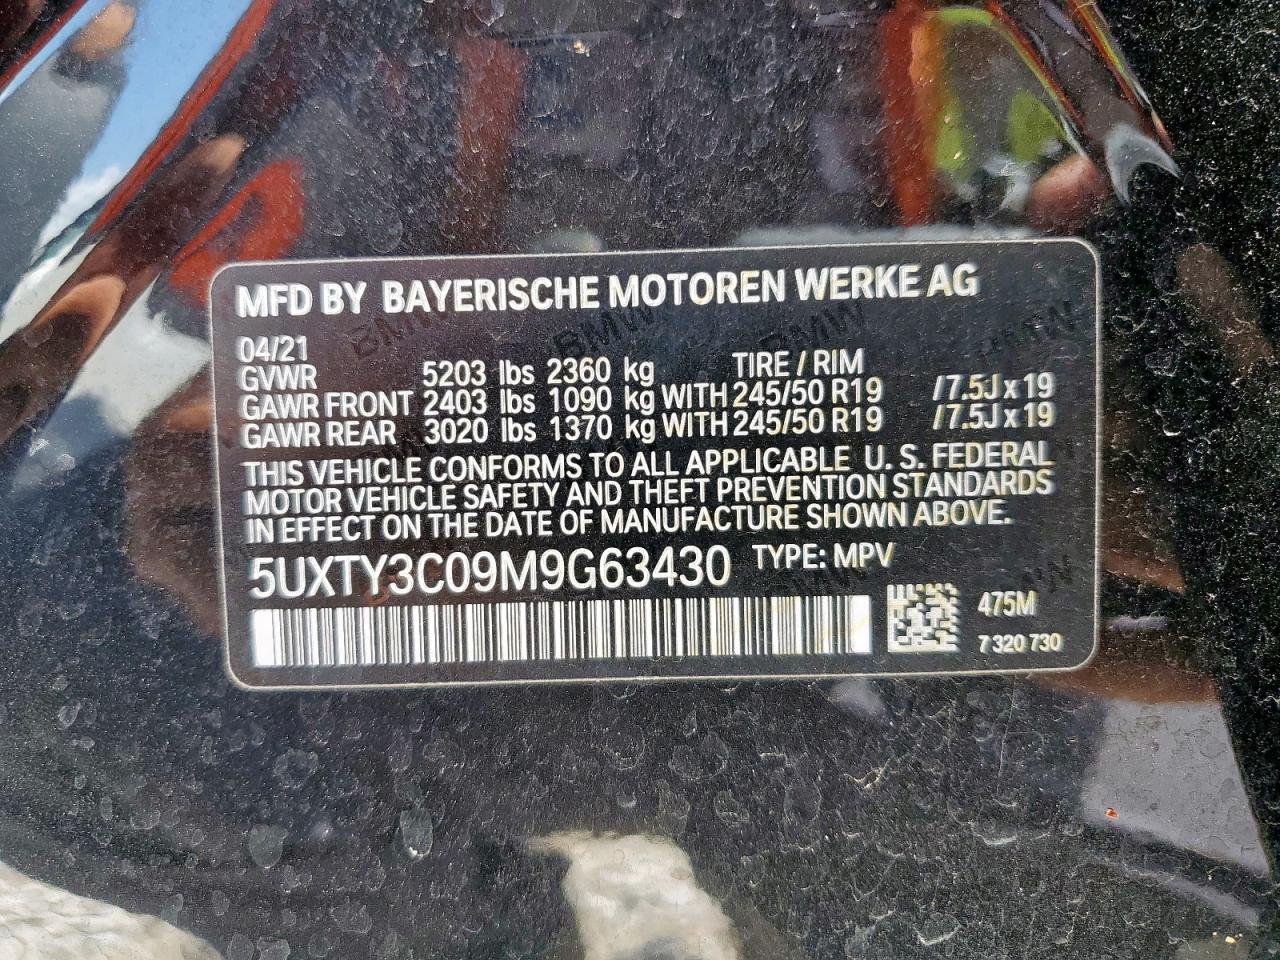 MFD BY BAYERISCHE MOTOREN WERKE AG
04/21
GVWR 5203 lbs 2360 kg TIRE / RIM
GAWR FRONT 2403 lbs 1090 kg WITH 245/50 R19 /7.5J x 19
GAWR REAR 3020 lbs 1370 kg WITH 245/50 R19 /7.5J x 19
THIS VEHICLE CONFORMS TO ALL APPLICABLE U. S. FEDERAL
MOTOR VEHICLE SAFETY AND THEFT PREVENTION STANDARDS
IN EFFECT ON THE DATE OF MANUFACTURE SHOWN ABOVE.
5UXTY3C09M9G63430 TYPE: MPV
475M
7 320 730